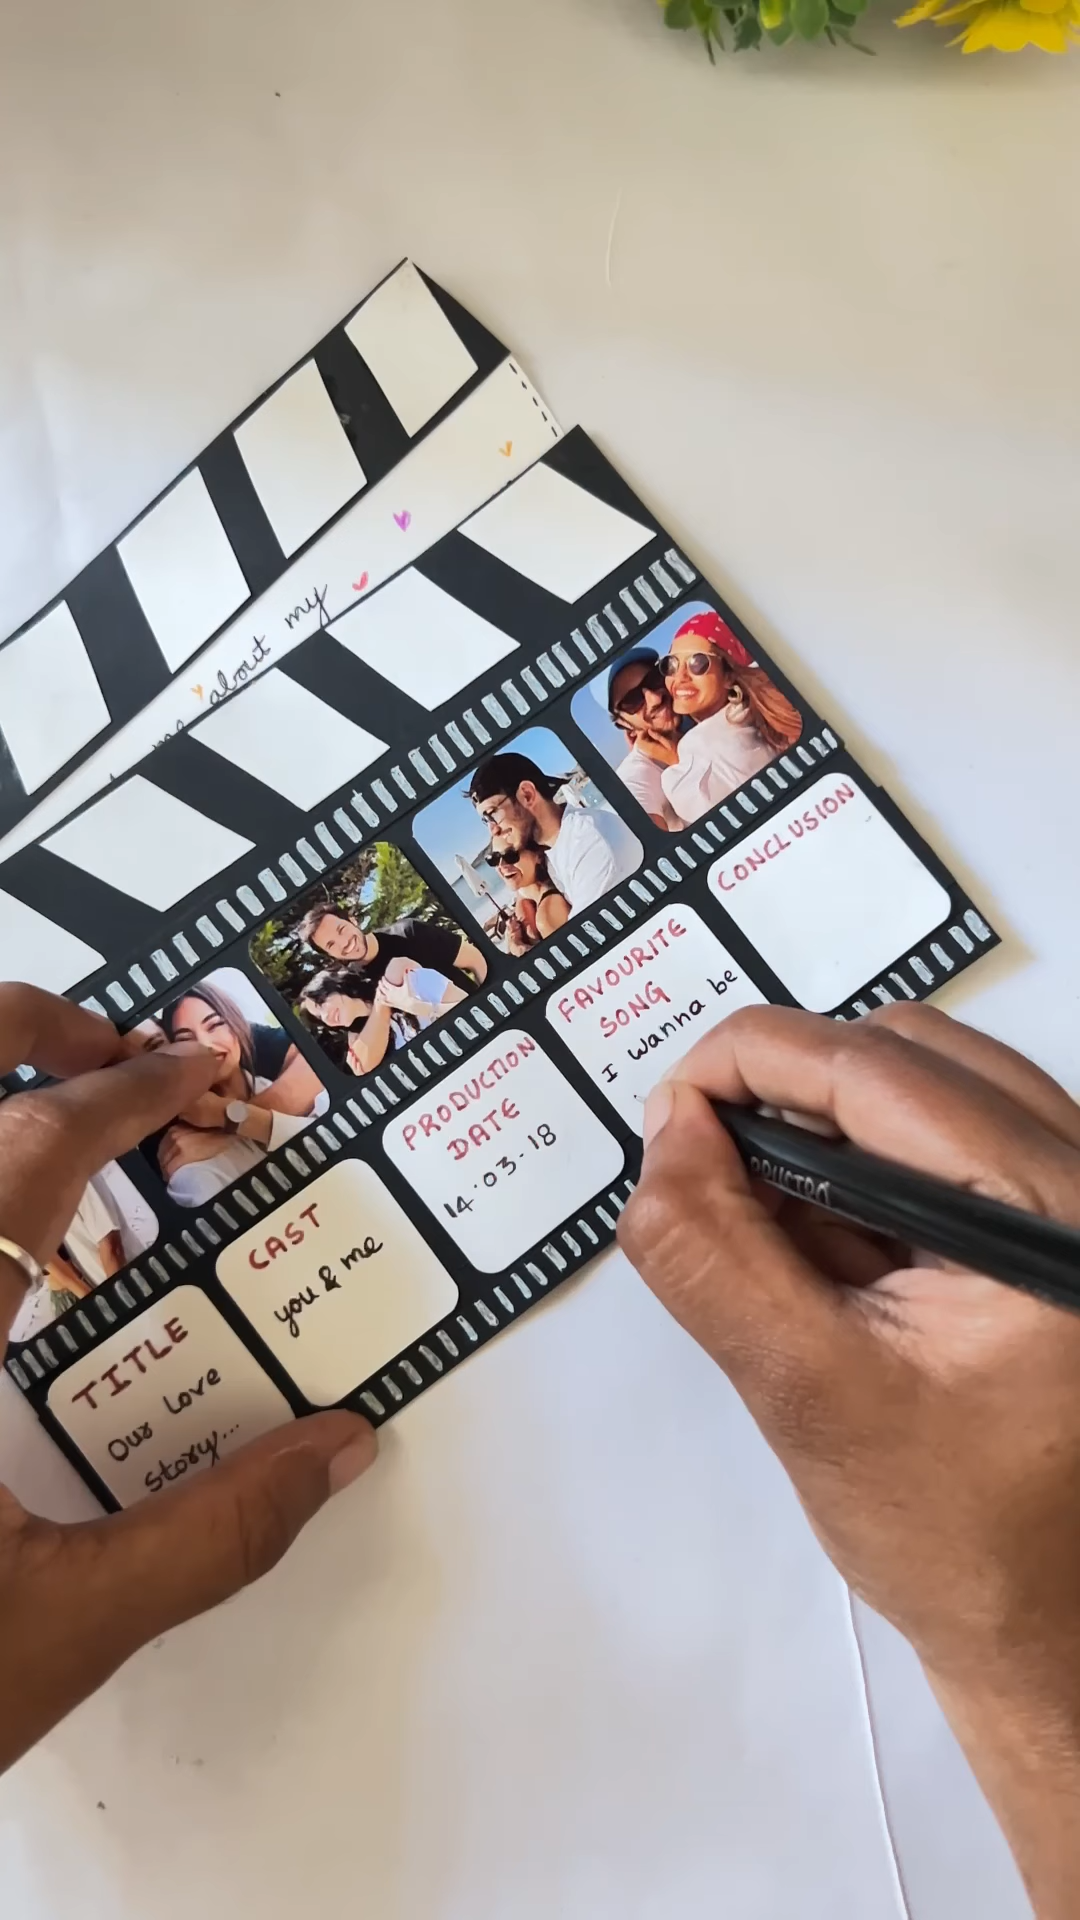 about my
TITLE
Our Love
story...
CAST
you & me
PRODUCTION
DATE
14.03.18
FAVOURITE
SONG
I wanna be
CONCLUSION